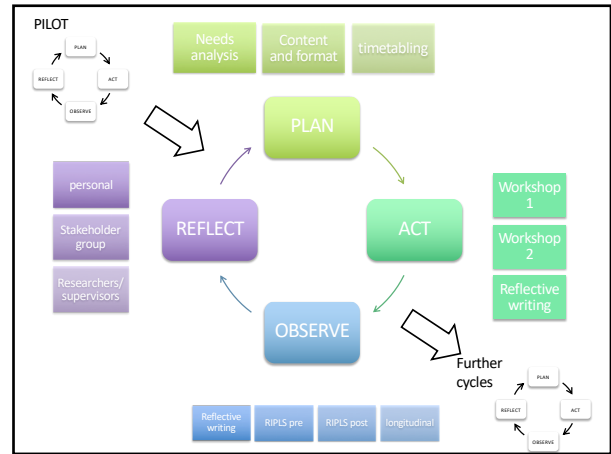 PILOT
PLAN
REFLECT
ACT
OBSERVE
Needs
analysis
Content
and format
timetabling
PLAN
personal
Stakeholder
group
Researchers/
supervisors
REFLECT
ACT
Workshop
1
Workshop
2
Reflective
writing
OBSERVE
Further
cycles
PLAN
REFLECT
ACT
OBSERVE
Reflective
writing
RIPLS pre
RIPLS post
longitudinal